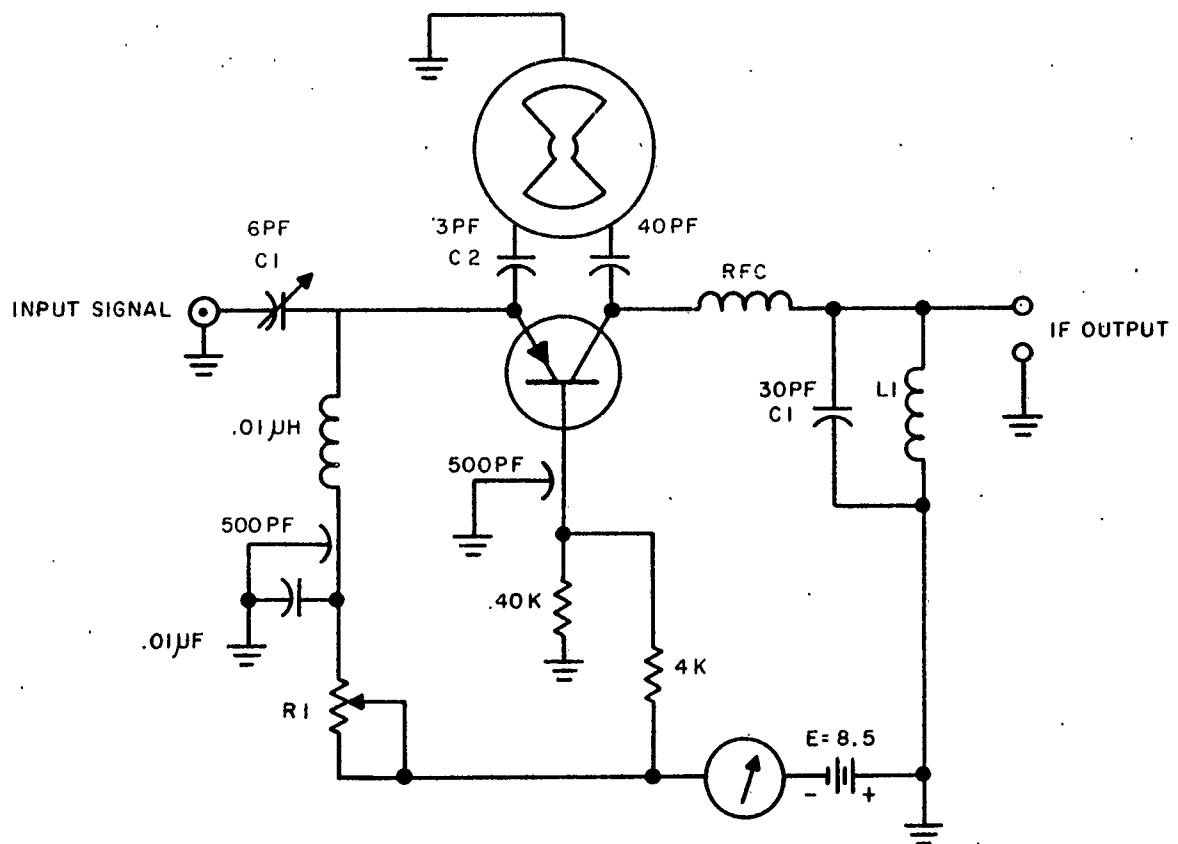 6PF
C1
.3PF
C2
40PF
RFC
INPUT SIGNAL
IF OUTPUT
30PF
C1
L1
.01µH
500PF
500PF
.40K
.01µF
4K
R1
E=8.5
- +